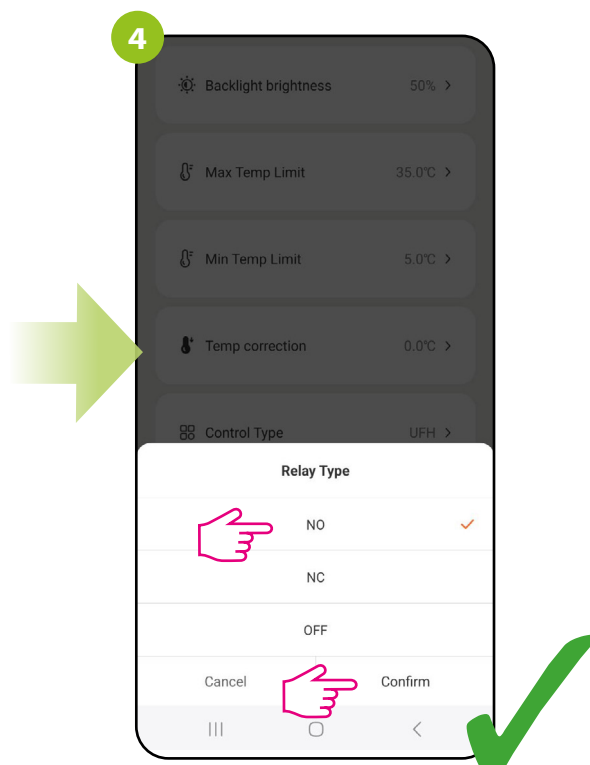 4
Backlight brightness 50% >
Max Temp Limit 35.0℃ >
Min Temp Limit 5.0℃ >
Temp correction 0.0℃ >
Control Type UFH >
Relay Type
NO
NC
OFF
Cancel Confirm